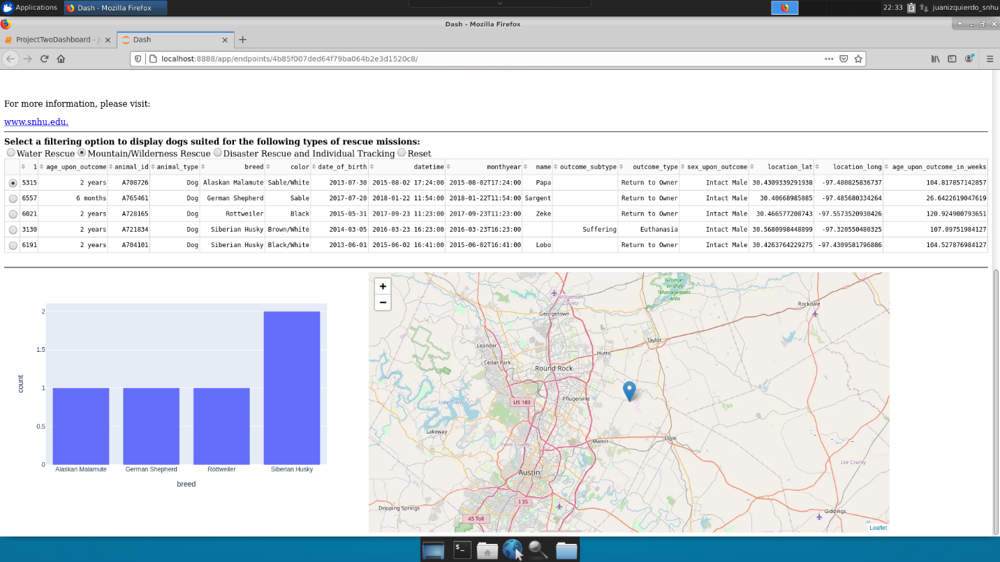 Applications Dash - Mozilla Firefox 22:33 juanizquierdo_snhu
Dash - Mozilla Firefox
ProjectTwoDashboard - Dash
localhost:8888/app/endpoints/4b85f007ded64f79ba064b2e3d1520c8/
For more information, please visit:
www.snhu.edu.
Select a filtering option to display dogs suited for the following types of rescue missions:
Water Rescue Mountain/Wilderness Rescue Disaster Rescue and Individual Tracking Reset
1 age_upon_outcome animal_id animal_type breed color date_of_birth datetime monthyear name outcome_subtype outcome_type sex_upon_outcome location_lat location_long age_upon_outcome_in_weeks
5315 2 years A708726 Dog Alaskan Malamute Sable/White 2013-07-30 2015-08-02 17:24:00 2015-08-02T17:24:00 Papa Return to Owner Intact Male 30.4309339291938 -97.480825836737 104.817857142857
6557 6 months A765461 Dog German Shepherd Sable 2017-07-20 2018-01-22 11:54:00 2018-01-22T11:54:00 Sargent Return to Owner Intact Male 30.40668985085 -97.485680334264 26.6422619047619
6021 2 years A728165 Dog Rottweiler Black 2015-05-31 2017-09-23 11:23:00 2017-09-23T11:23:00 Zeke Return to Owner Intact Male 30.466577208743 -97.5573520930426 120.924900793651
3130 2 years A721834 Dog Siberian Husky Brown/White 2014-03-05 2016-03-23 16:23:00 2016-03-23T16:23:00 Suffering Euthanasia Intact Male 30.5680998448899 -97.320550480325 107.09751984127
6191 2 years A704101 Dog Siberian Husky Black/White 2013-06-01 2015-06-02 16:41:00 2015-06-02T16:41:00 Lobo Return to Owner Intact Male 30.4263764229275 -97.4309581796886 104.527876984127
2
1.5
1
0.5
0
count
Alaskan Malamute German Shepherd Rottweiler Siberian Husky
breed
+
−
Granger
Wildlife
Management
Area
Williamson
County
Georgetown
Rockdale
Leander
Taylor
Hutto
Cedar Park
Round Rock
Pflugerville
US 183
Lake Travis
Lakeway
Manor
Elgin
Travis County
Lee County
Austin
I 35
Dripping Springs
Giddings
45 Toll
Leaflet